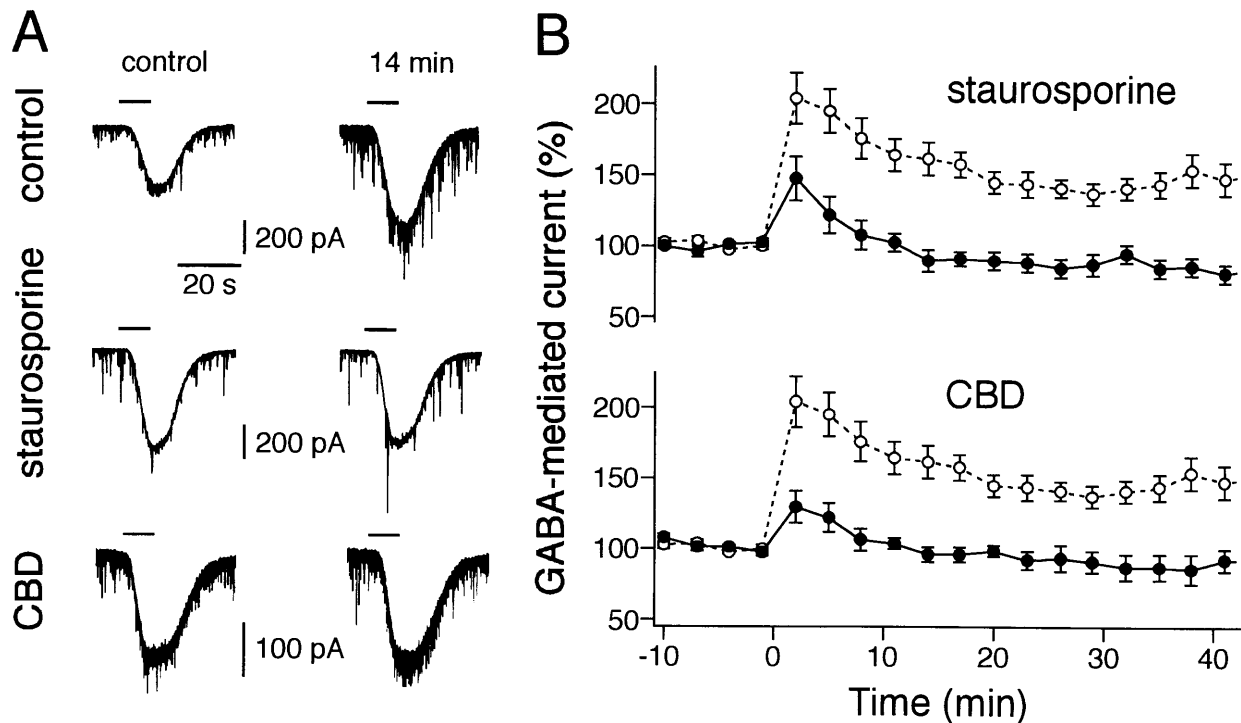 A
control
14 min
control
200 pA
20 s
staurosporine
200 pA
CBD
100 pA
B
GABA-mediated current (%)
staurosporine
200
150
100
50
CBD
200
150
100
50
-10
0
10
20
30
40
Time (min)